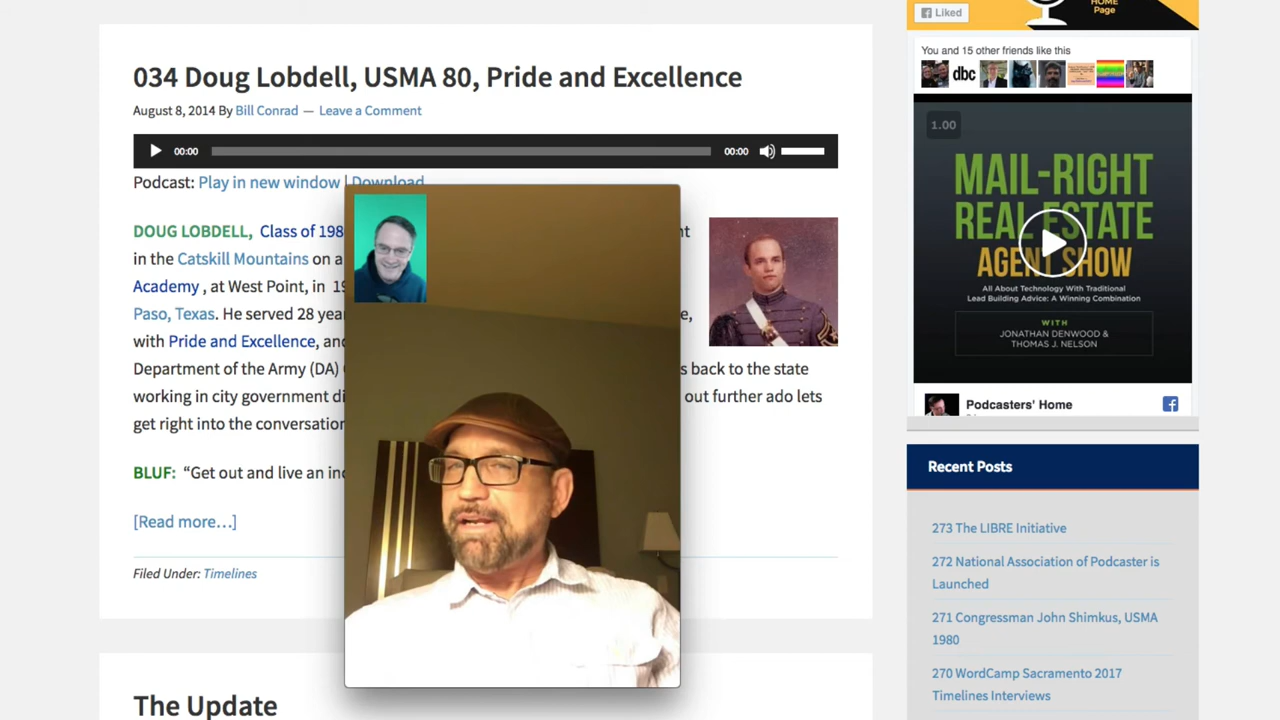 HOME
Page
Liked
034 Doug Lobdell, USMA 80, Pride and Excellence
August 8, 2014 By Bill Conrad — Leave a Comment
00:00
00:00
Podcast: Play in new window | Download
DOUG LOBDELL, Class of 198
nt
in the Catskill Mountains on a
Academy , at West Point, in 19
Paso, Texas. He served 28 yea
e,
with Pride and Excellence, and
Department of the Army (DA)
s back to the state
working in city government di
out further ado lets
get right into the conversation
BLUF: “Get out and live an in
[Read more…]
Filed Under: Timelines
The Update
You and 15 other friends like this
dbc
1.00
MAIL-RIGHT
REAL ESTATE
AGENT SHOW
All About Technology With Traditional
Lead Building Advice: A Winning Combination
WITH
JONATHAN DENWOOD &
THOMAS J. NELSON
Podcasters' Home
Recent Posts
273 The LIBRE Initiative
272 National Association of Podcaster is
Launched
271 Congressman John Shimkus, USMA
1980
270 WordCamp Sacramento 2017
Timelines Interviews